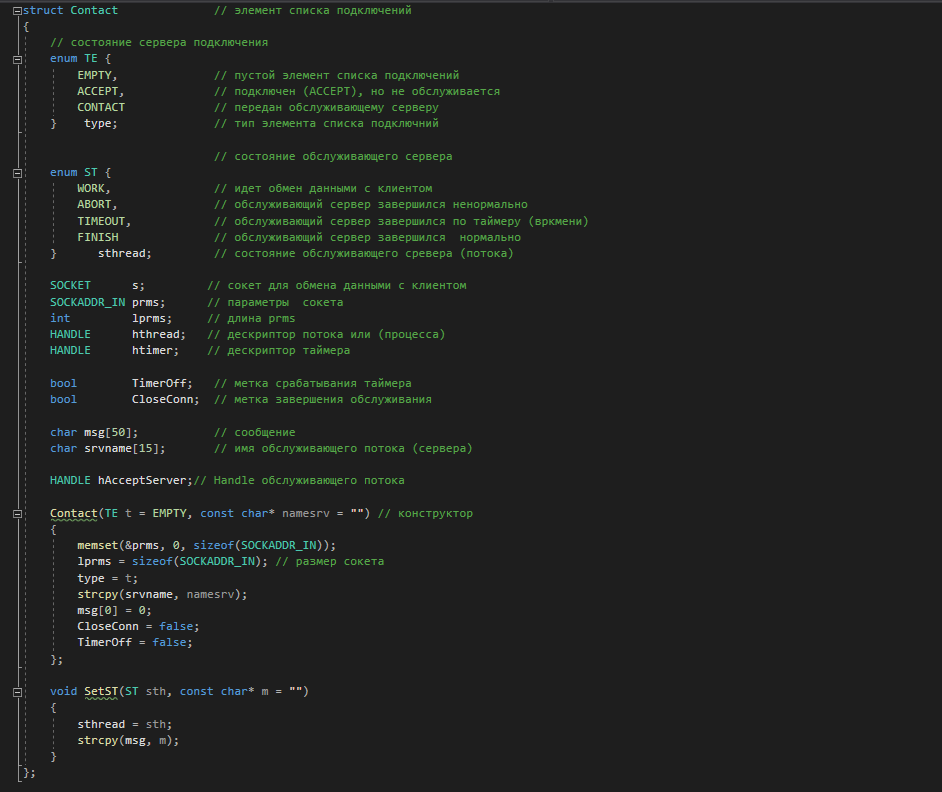 struct Contact // элемент списка подключений
{
// состояние сервера подключения
enum TE {
EMPTY, // пустой элемент списка подключений
ACCEPT, // подключен (ACCEPT), но не обслуживается
CONTACT // передан обслуживающему серверу
} type; // тип элемента списка подключний
// состояние обслуживающего сервера
enum ST {
WORK, // идет обмен данными с клиентом
ABORT, // обслуживающий сервер завершился ненормально
TIMEOUT, // обслуживающий сервер завершился по таймеру (вркмени)
FINISH // обслуживающий сервер завершился нормально
} sthread; // состояние обслуживающего сревера (потока)
SOCKET s; // сокет для обмена данными с клиентом
SOCKADDR_IN prms; // параметры сокета
int lprms; // длина prms
HANDLE hthread; // дескриптор потока или (процесса)
HANDLE htimer; // дескриптор таймера
bool TimerOff; // метка срабатывания таймера
bool CloseConn; // метка завершения обслуживания
char msg[50]; // сообщение
char srvname[15]; // имя обслуживающего потока (сервера)
HANDLE hAcceptServer;// Handle обслуживающего потока
Contact(TE t = EMPTY, const char* namesrv = "") // конструктор
{
memset(&prms, 0, sizeof(SOCKADDR_IN));
lprms = sizeof(SOCKADDR_IN); // размер сокета
type = t;
strcpy(srvname, namesrv);
msg[0] = 0;
CloseConn = false;
TimerOff = false;
};
void SetST(ST sth, const char* m = "")
{
sthread = sth;
strcpy(msg, m);
}
};